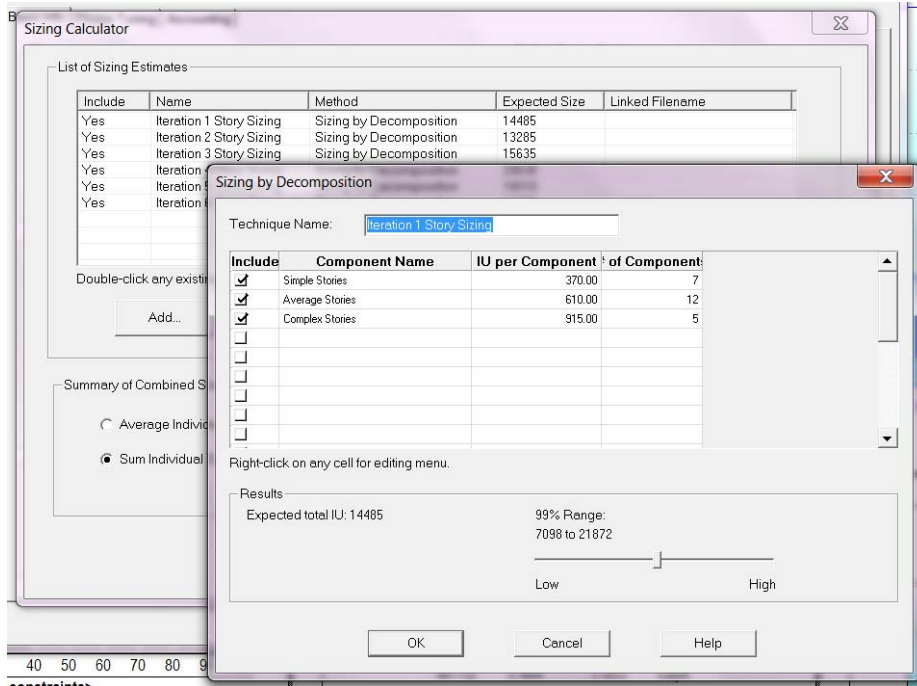 Sizing Calculator
List of Sizing Estimates
Include Name Method Expected Size Linked Filename
Yes Iteration 1 Story Sizing Sizing by Decomposition 14485
Yes Iteration 2 Story Sizing Sizing by Decomposition 13285
Yes Iteration 3 Story Sizing Sizing by Decomposition 15635
Yes Iteration
Yes Iteration
Yes Iteration
Double-click any existin
Add...
Summary of Combined S
Average Individ
Sum Individual
Sizing by Decomposition
Technique Name: Iteration 1 Story Sizing
Include Component Name IU per Component of Component
Simple Stories 370.00 7
Average Stories 610.00 12
Complex Stories 915.00 5
Right-click on any cell for editing menu.
Results
Expected total IU: 14485
99% Range:
7098 to 21872
Low High
OK Cancel Help
40 50 60 70 80 9